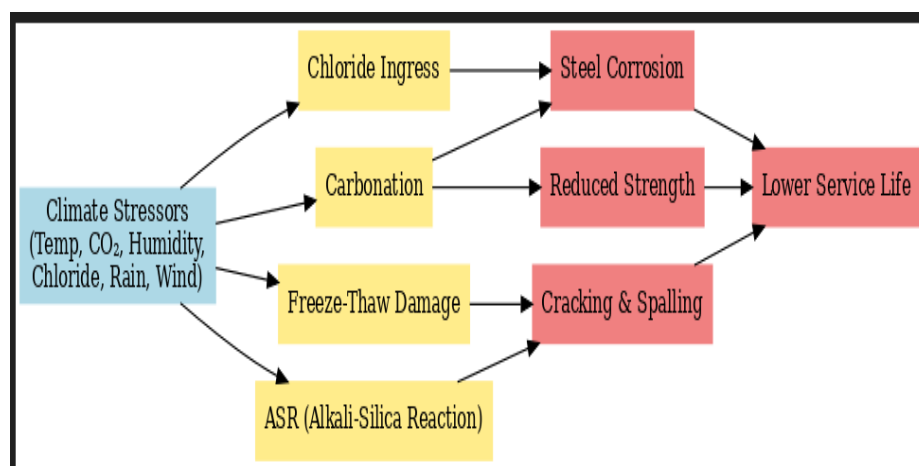 Chloride Ingress
Steel Corrosion
Carbonation
Reduced Strength
Lower Service Life
Climate Stressors
(Temp, CO₂, Humidity,
Chloride, Rain, Wind)
Freeze-Thaw Damage
Cracking & Spalling
ASR (Alkali-Silica Reaction)